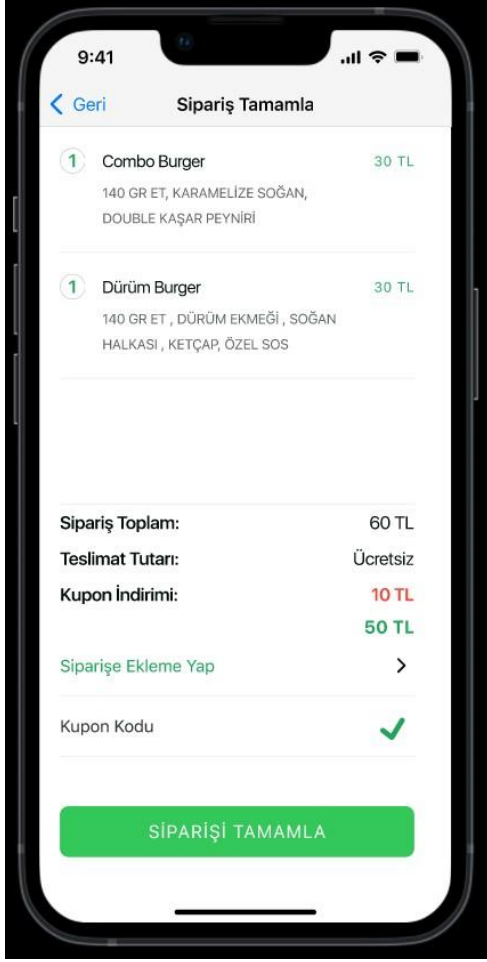 9:41
Geri
Sipariş Tamamla
1 Combo Burger 30 TL
140 GR ET, KARAMELİZE SOĞAN,
DOUBLE KAŞAR PEYNİRİ
1 Dürüm Burger 30 TL
140 GR ET , DÜRÜM EKMEĞİ , SOĞAN
HALKASI , KETÇAP, ÖZEL SOS
Sipariş Toplam: 60 TL
Teslimat Tutarı: Ücretsiz
Kupon İndirimi: 10 TL
50 TL
Siparişe Ekleme Yap
Kupon Kodu
SİPARİŞİ TAMAMLA